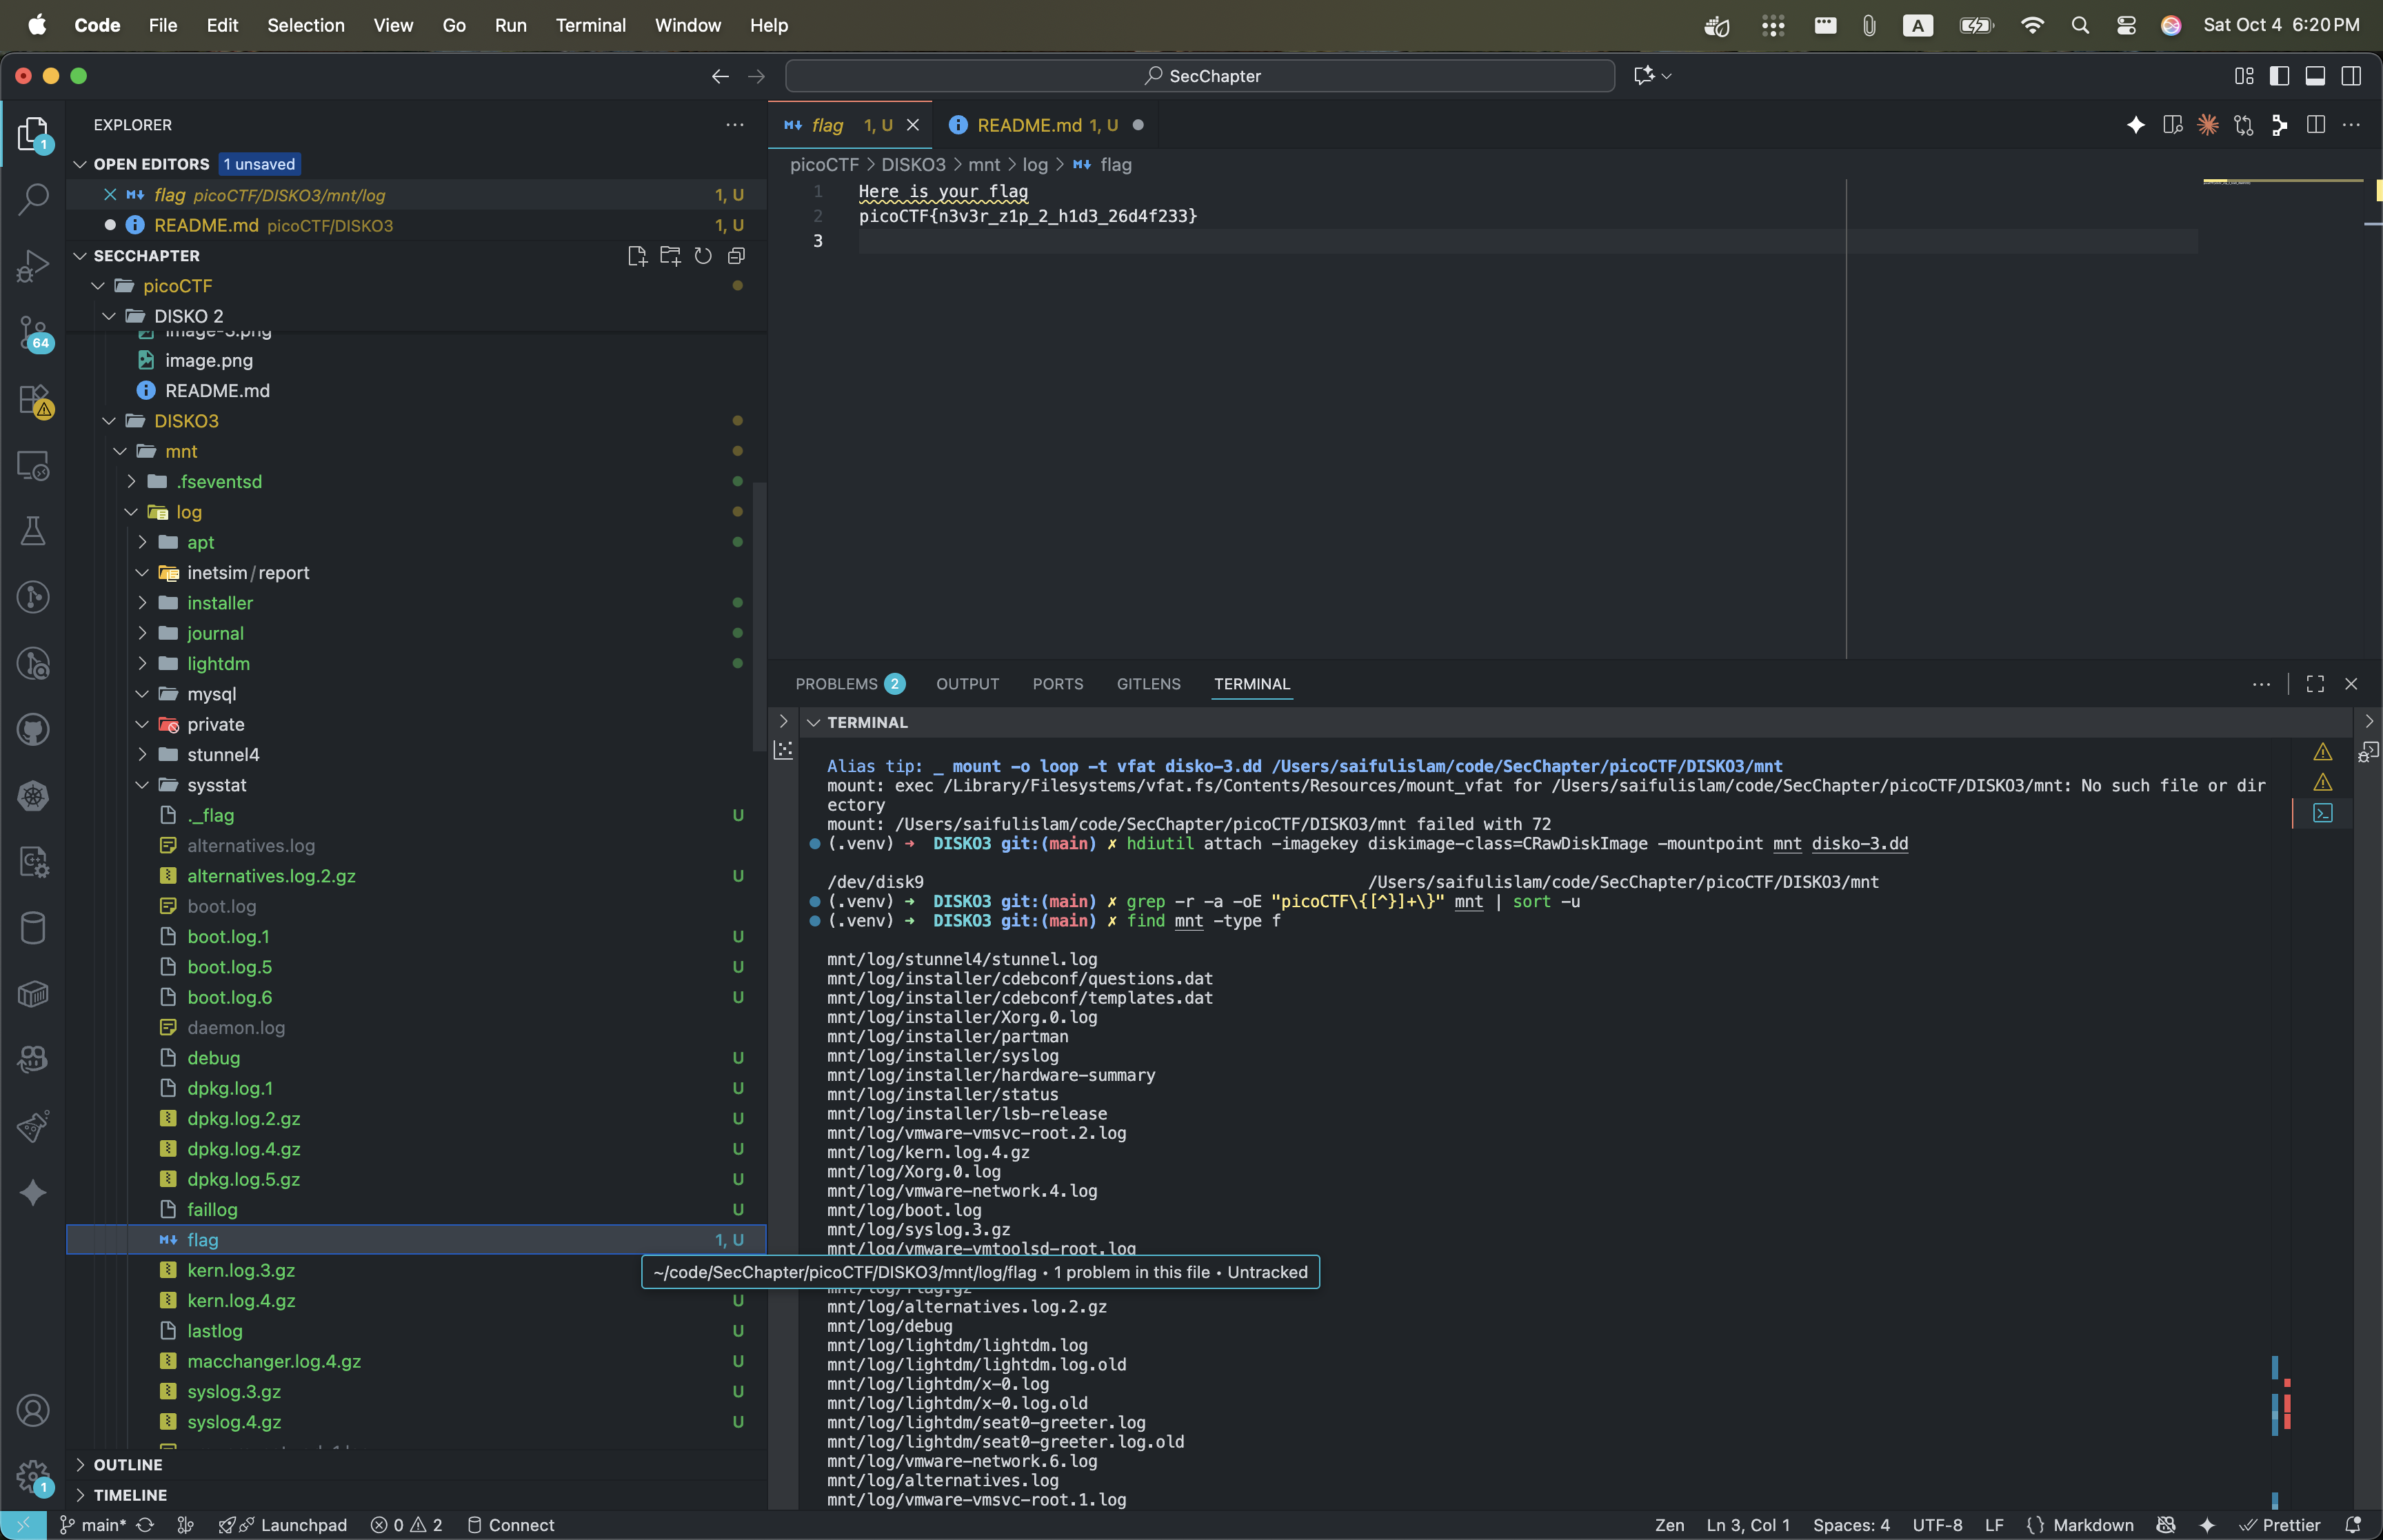 Code File Edit Selection View Go Run Terminal Window Help
A
Sat Oct 4 6:20 PM
SecChapter
EXPLORER
OPEN EDITORS 1 unsaved
flag picoCTF/DISKO3/mnt/log 1, U
README.md picoCTF/DISKO3 1, U
SECCHAPTER
picoCTF
DISKO 2
image-3.png
image.png
README.md
DISKO3
mnt
.fseventsd
log
apt
inetsim/report
installer
journal
lightdm
mysql
private
stunnel4
sysstat
._flag U
alternatives.log
alternatives.log.2.gz U
boot.log
boot.log.1 U
boot.log.5 U
boot.log.6 U
daemon.log
debug U
dpkg.log.1 U
dpkg.log.2.gz U
dpkg.log.4.gz U
dpkg.log.5.gz U
faillog U
flag 1, U
kern.log.3.gz
kern.log.4.gz U
lastlog U
macchanger.log.4.gz U
syslog.3.gz U
syslog.4.gz U
OUTLINE
TIMELINE
1
64
1
flag 1, U
README.md 1, U
picoCTF > DISKO3 > mnt > log > flag
1 Here is your flag
2 picoCTF{n3v3r_z1p_2_h1d3_26d4f233}
3
PROBLEMS 2 OUTPUT PORTS GITLENS TERMINAL
TERMINAL
Alias tip: _ mount -o loop -t vfat disko-3.dd /Users/saifulislam/code/SecChapter/picoCTF/DISKO3/mnt
mount: exec /Library/Filesystems/vfat.fs/Contents/Resources/mount_vfat for /Users/saifulislam/code/SecChapter/picoCTF/DISKO3/mnt: No such file or dir
ectory
mount: /Users/saifulislam/code/SecChapter/picoCTF/DISKO3/mnt failed with 72
(.venv) ➜ DISKO3 git:(main) ✗ hdiutil attach -imagekey diskimage-class=CRawDiskImage -mountpoint mnt disko-3.dd
/dev/disk9 /Users/saifulislam/code/SecChapter/picoCTF/DISKO3/mnt
(.venv) ➜ DISKO3 git:(main) ✗ grep -r -a -oE "picoCTF\{[^}]+\}" mnt | sort -u
(.venv) ➜ DISKO3 git:(main) ✗ find mnt -type f
mnt/log/stunnel4/stunnel.log
mnt/log/installer/cdebconf/questions.dat
mnt/log/installer/cdebconf/templates.dat
mnt/log/installer/Xorg.0.log
mnt/log/installer/partman
mnt/log/installer/syslog
mnt/log/installer/hardware-summary
mnt/log/installer/status
mnt/log/installer/lsb-release
mnt/log/vmware-vmsvc-root.2.log
mnt/log/kern.log.4.gz
mnt/log/Xorg.0.log
mnt/log/vmware-network.4.log
mnt/log/boot.log
mnt/log/syslog.3.gz
mnt/log/vmware-vmtoolsd-root.log
~/code/SecChapter/picoCTF/DISKO3/mnt/log/flag • 1 problem in this file • Untracked
mnt/log/flag.gz
mnt/log/alternatives.log.2.gz
mnt/log/debug
mnt/log/lightdm/lightdm.log
mnt/log/lightdm/lightdm.log.old
mnt/log/lightdm/x-0.log
mnt/log/lightdm/x-0.log.old
mnt/log/lightdm/seat0-greeter.log
mnt/log/lightdm/seat0-greeter.log.old
mnt/log/vmware-network.6.log
mnt/log/alternatives.log
mnt/log/vmware-vmsvc-root.1.log
main* Launchpad 0 2 Connect
Zen Ln 3, Col 1 Spaces: 4 UTF-8 LF {} Markdown Prettier